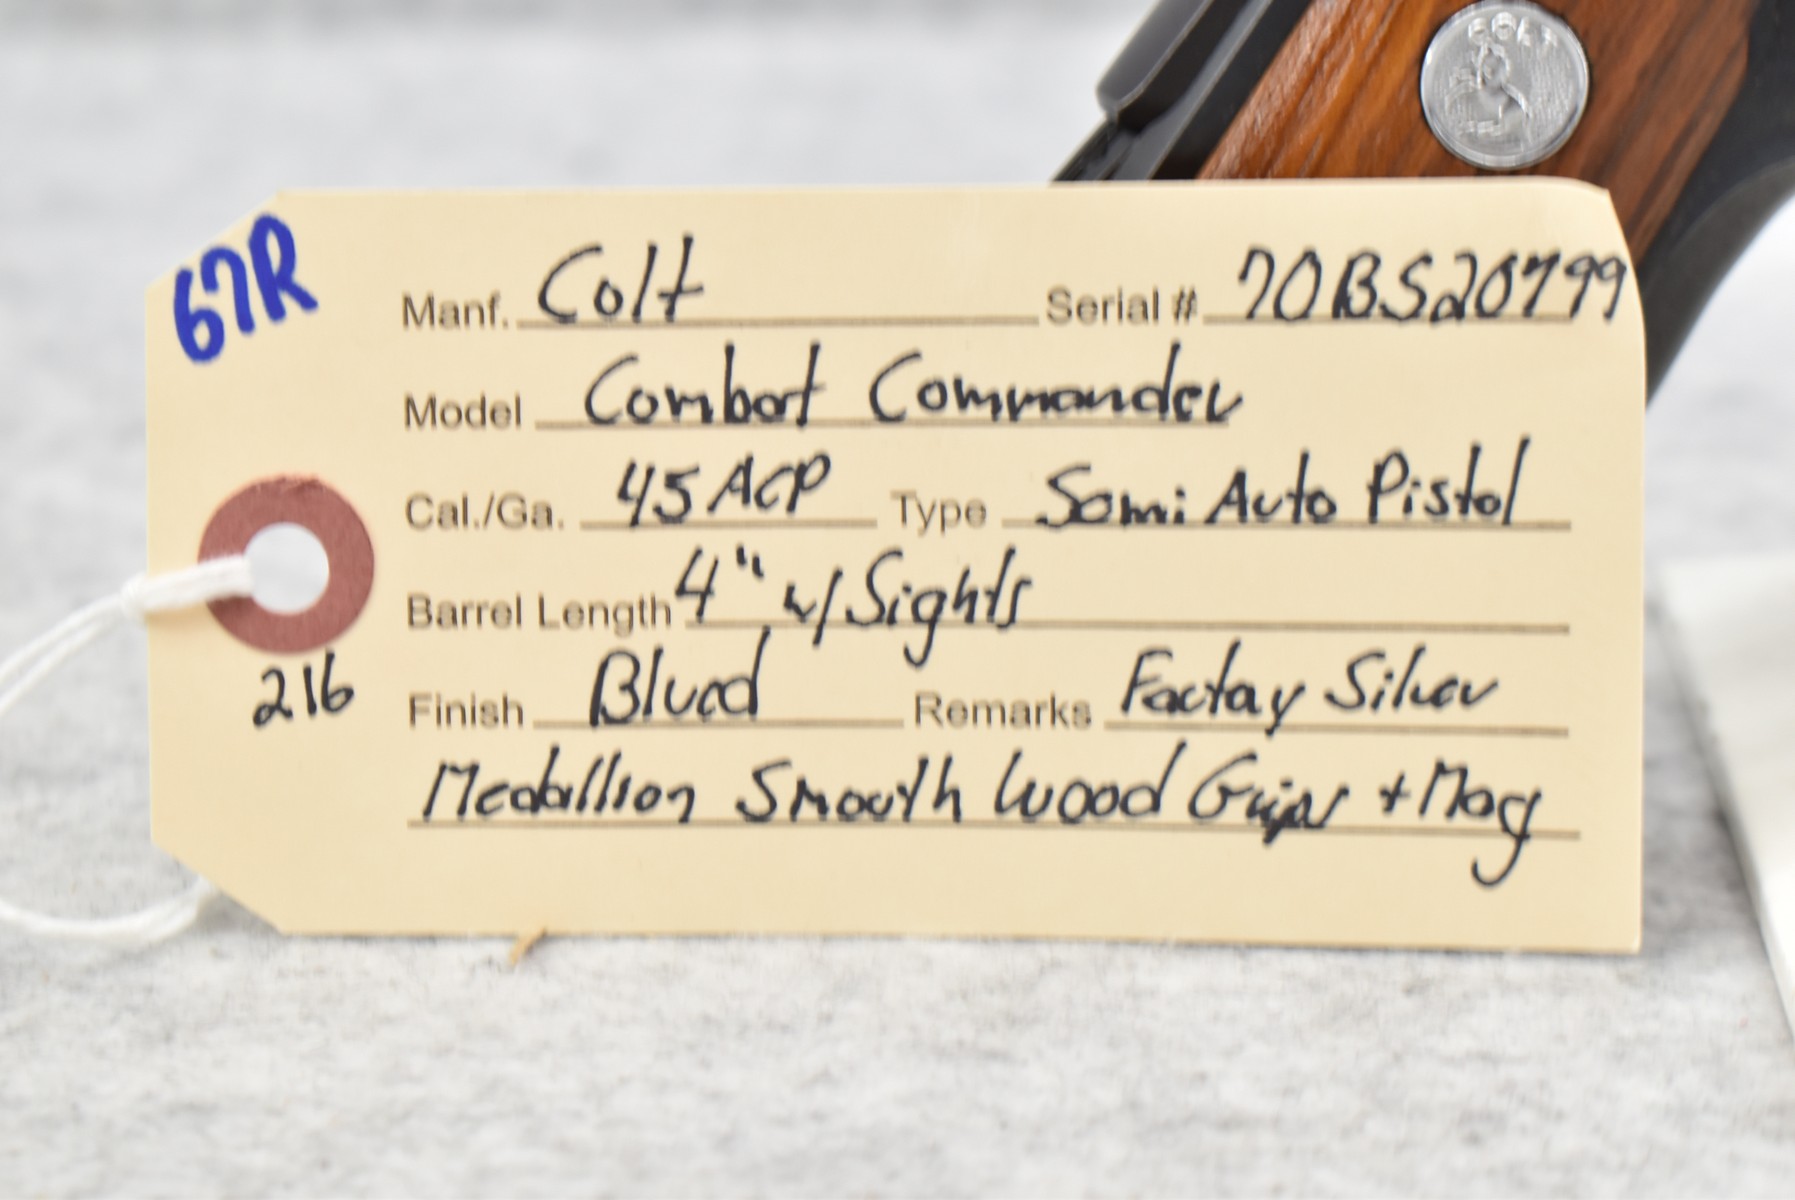 COLT
67R
Manf. Colt Serial # 70BS20799
Model Combat Commander
Cal./Ga. 45 ACP Type Semi Auto Pistol
Barrel Length 4" w/ Sights
216 Finish Blued Remarks Factory Silver
Medallion Smooth Wood Grips + Mag